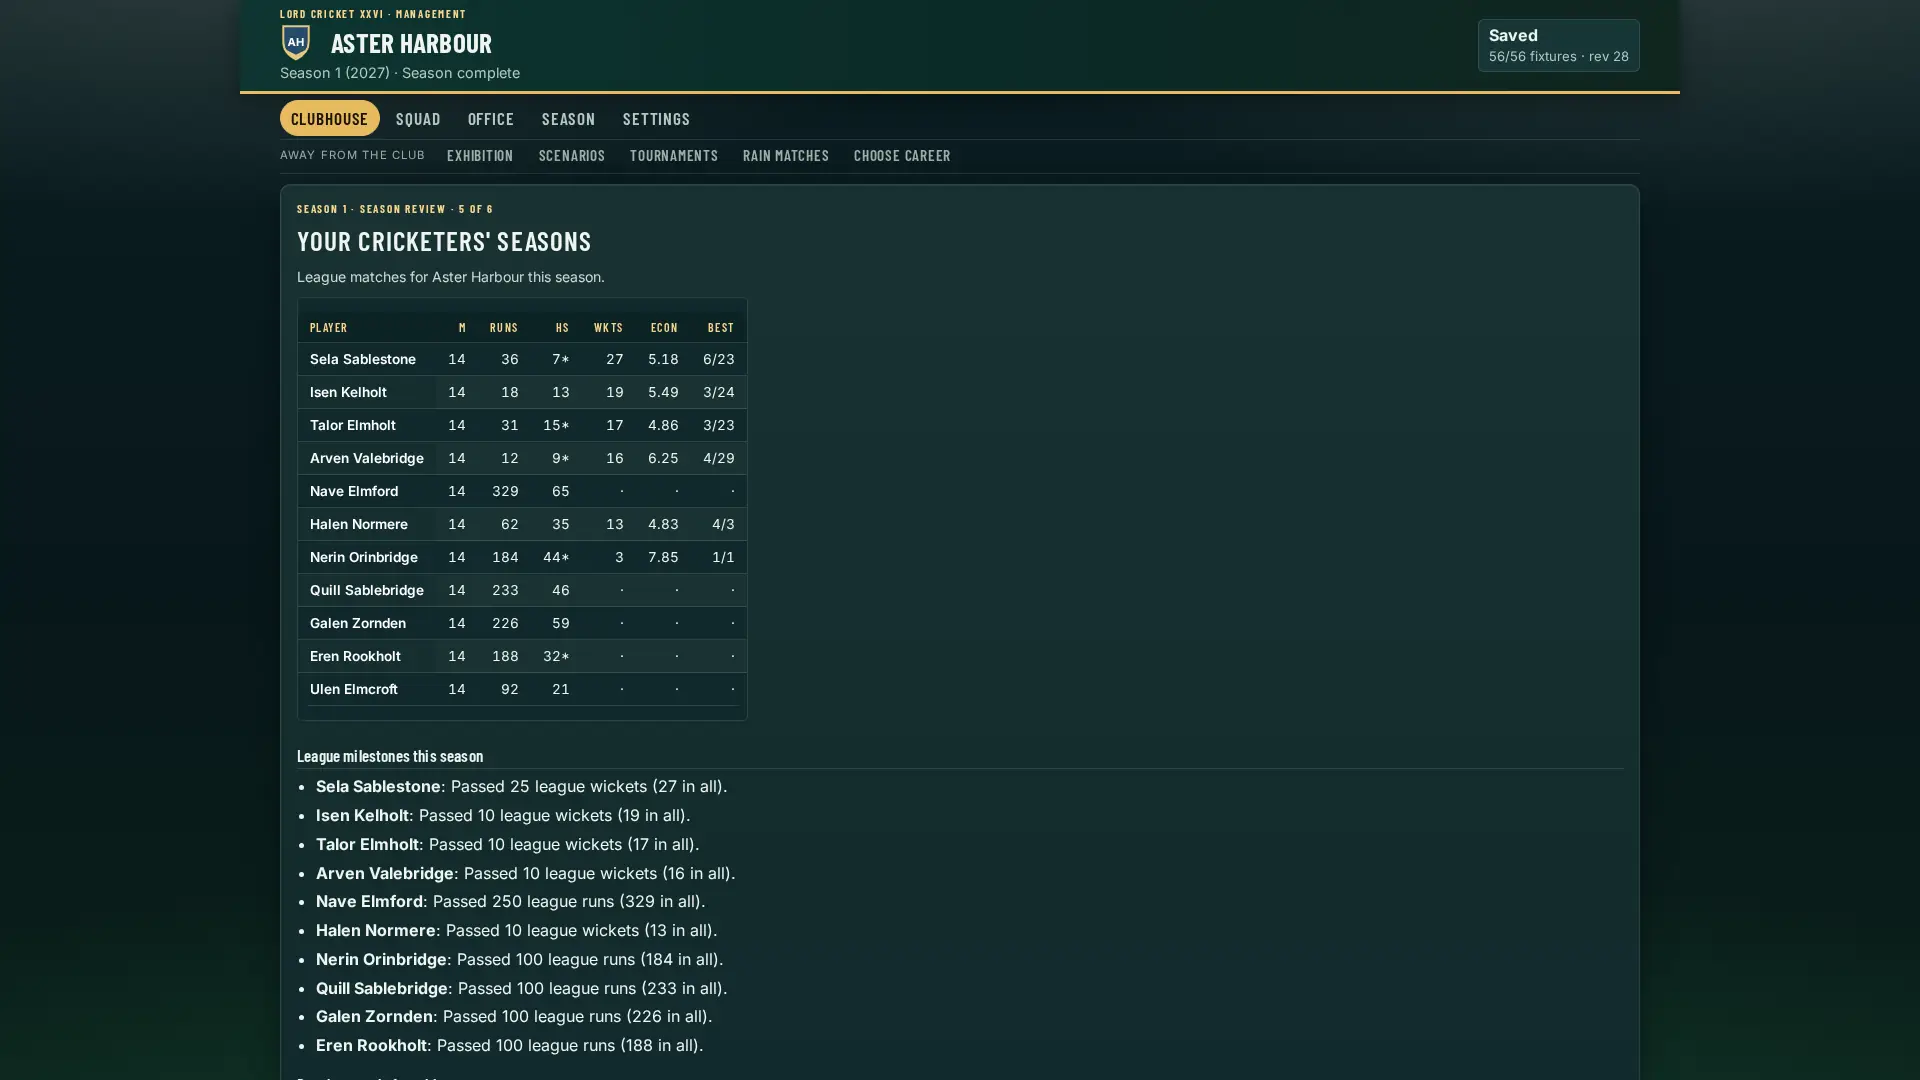 LORD CRICKET XXVI · MANAGEMENT
AH
ASTER HARBOUR
Season 1 (2027) · Season complete
Saved
56/56 fixtures · rev 28
CLUBHOUSE SQUAD OFFICE SEASON SETTINGS
AWAY FROM THE CLUB EXHIBITION SCENARIOS TOURNAMENTS RAIN MATCHES CHOOSE CAREER
SEASON 1 · SEASON REVIEW · 5 OF 6
YOUR CRICKETERS' SEASONS
League matches for Aster Harbour this season.
PLAYER M RUNS HS WKTS ECON BEST
Sela Sablestone 14 36 7* 27 5.18 6/23
Isen Kelholt 14 18 13 19 5.49 3/24
Talor Elmholt 14 31 15* 17 4.86 3/23
Arven Valebridge 14 12 9* 16 6.25 4/29
Nave Elmford 14 329 65 · · ·
Halen Normere 14 62 35 13 4.83 4/3
Nerin Orinbridge 14 184 44* 3 7.85 1/1
Quill Sablebridge 14 233 46 · · ·
Galen Zornden 14 226 59 · · ·
Eren Rookholt 14 188 32* · · ·
Ulen Elmcroft 14 92 21 · · ·
League milestones this season
• Sela Sablestone: Passed 25 league wickets (27 in all).
• Isen Kelholt: Passed 10 league wickets (19 in all).
• Talor Elmholt: Passed 10 league wickets (17 in all).
• Arven Valebridge: Passed 10 league wickets (16 in all).
• Nave Elmford: Passed 250 league runs (329 in all).
• Halen Normere: Passed 10 league wickets (13 in all).
• Nerin Orinbridge: Passed 100 league runs (184 in all).
• Quill Sablebridge: Passed 100 league runs (233 in all).
• Galen Zornden: Passed 100 league runs (226 in all).
• Eren Rookholt: Passed 100 league runs (188 in all).